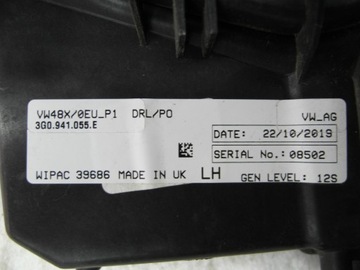 VW48X/0EU_P1 DRL/PO
3G0.941.055.E
VW_AG
DATE: 22/10/2019
SERIAL No.: 08502
WIPAC 39686 MADE IN UK LH GEN LEVEL: 12S